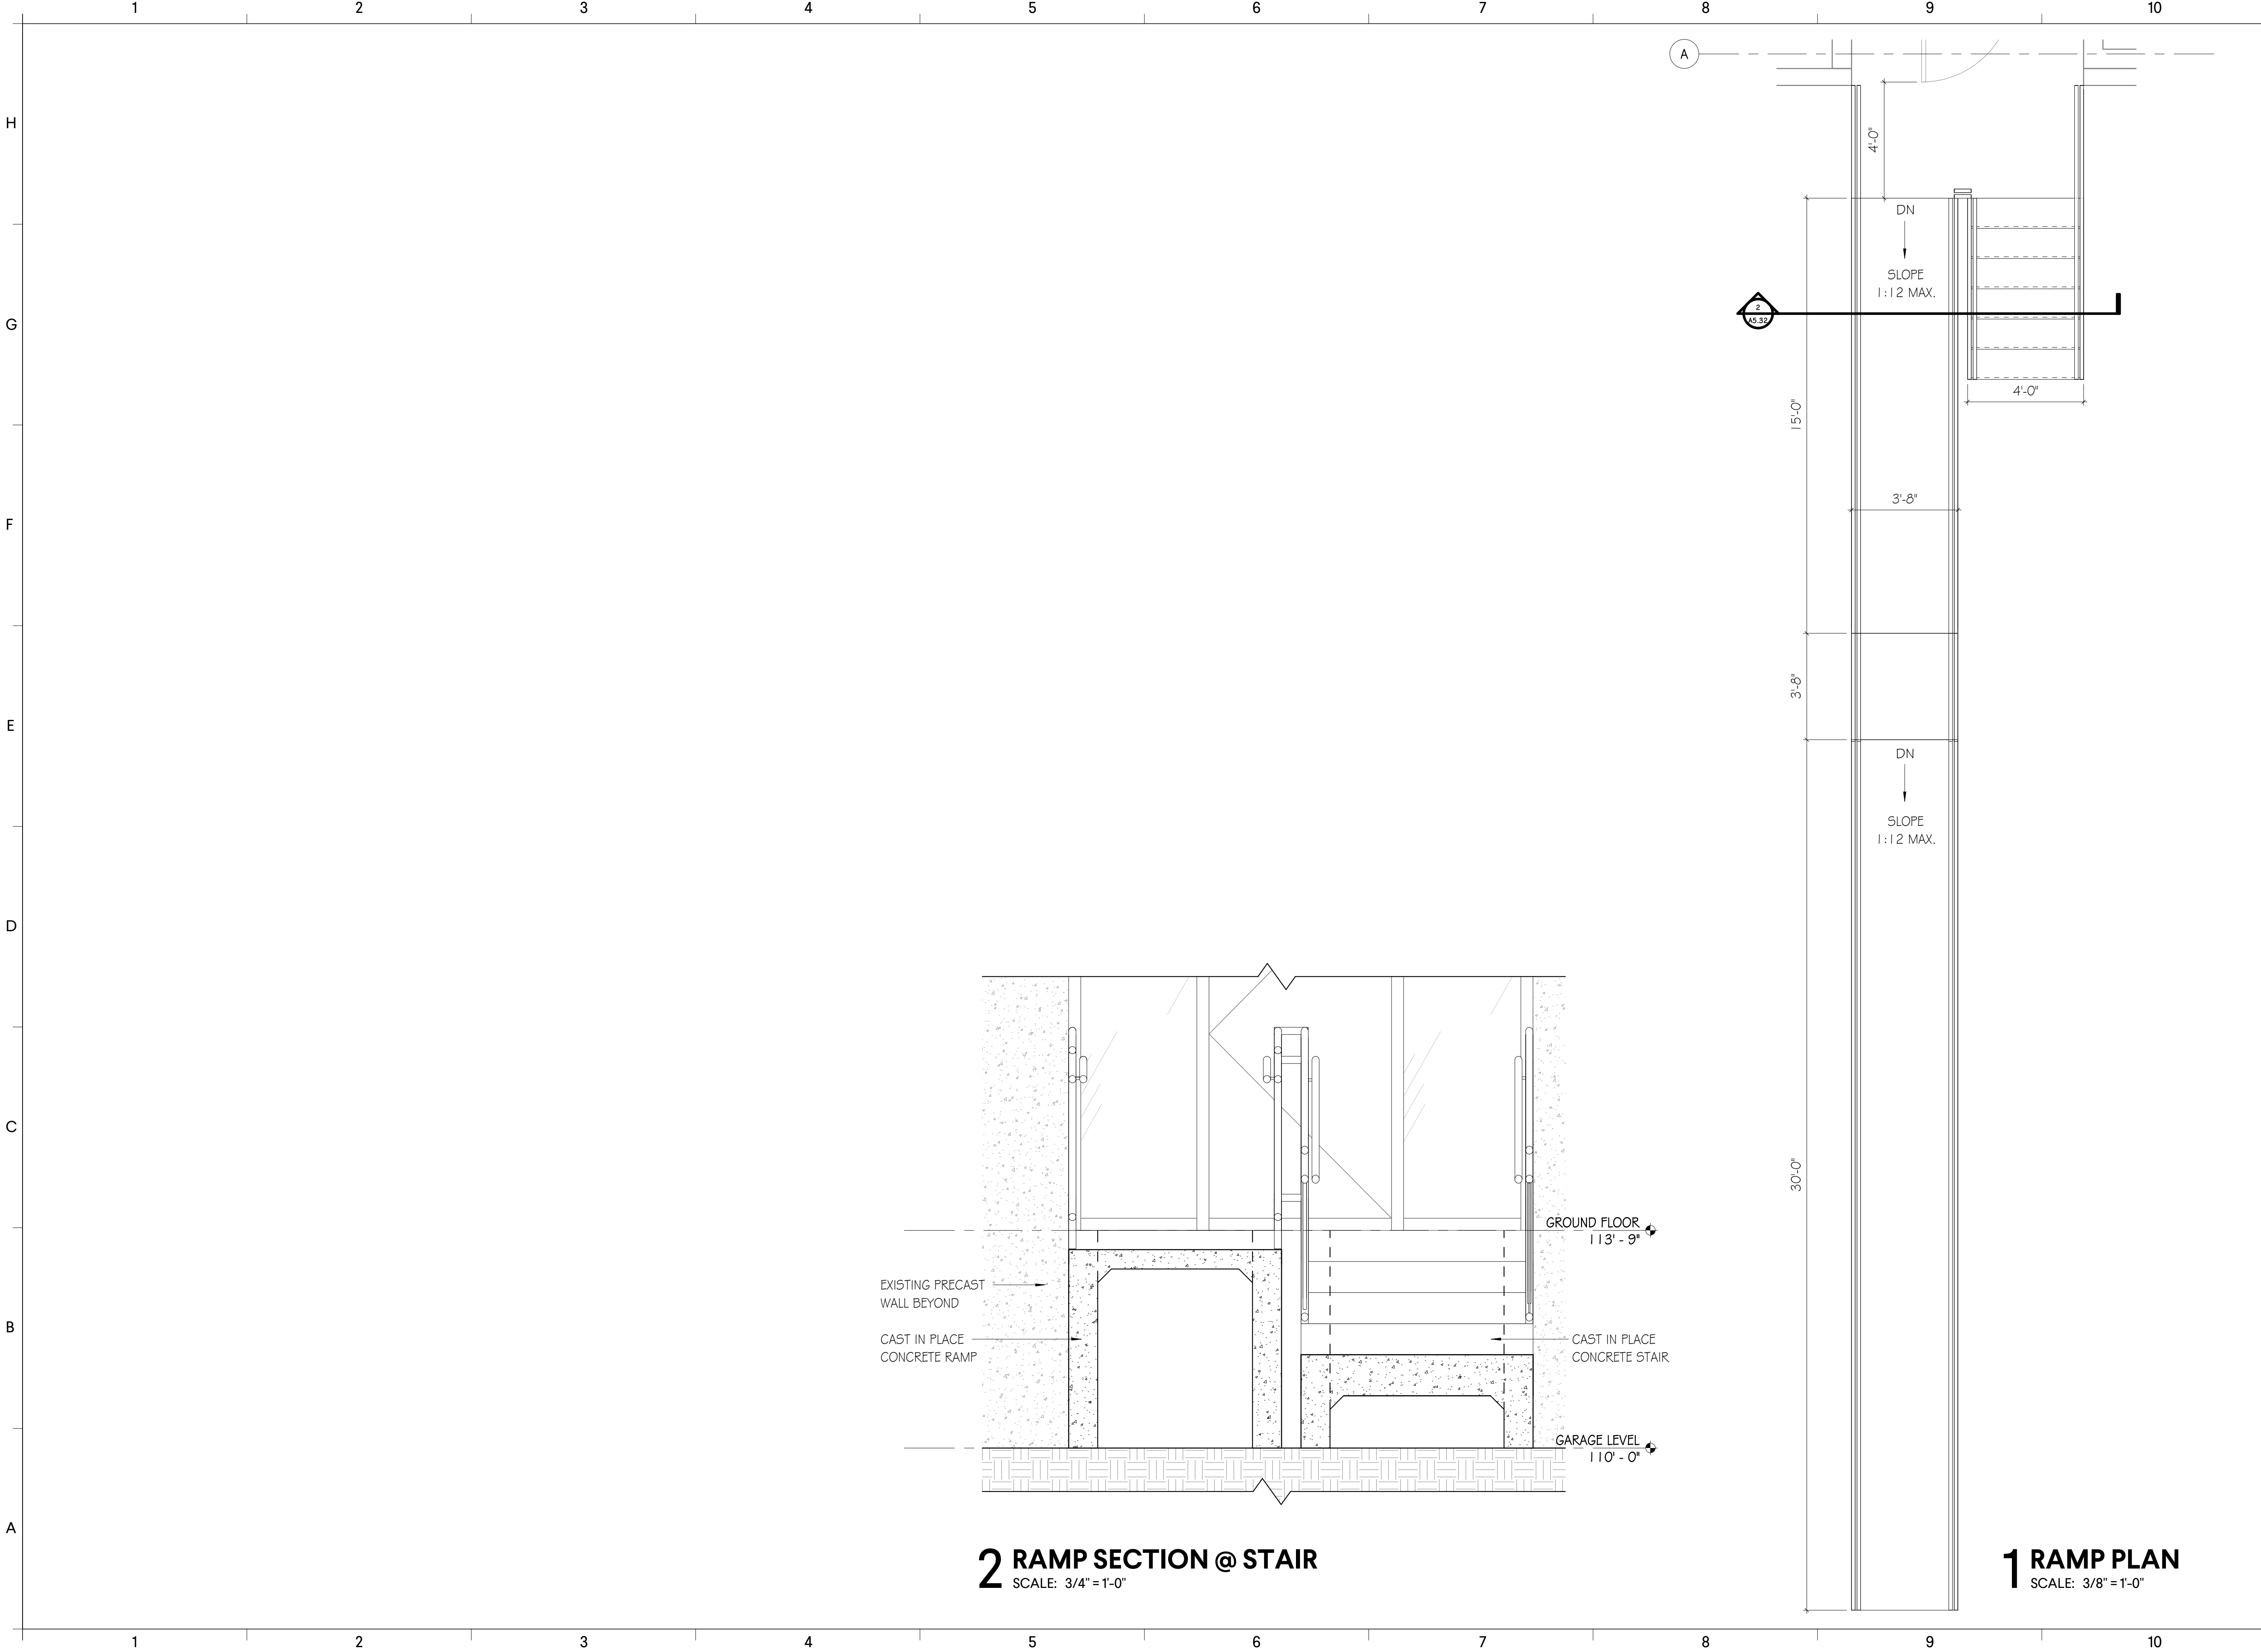 1 2 3 4 5 6 7 8 9 10
A
H
4'-0"
DN
SLOPE
1:12 MAX.
G
2
A5.32
4'-0"
15'-0"
3'-8"
F
3'-8"
E
DN
SLOPE
1:12 MAX.
D
C
30'-0"
GROUND FLOOR
113' - 9"
EXISTING PRECAST
WALL BEYOND
B
CAST IN PLACE
CONCRETE RAMP
CAST IN PLACE
CONCRETE STAIR
GARAGE LEVEL
110' - 0"
A
2 RAMP SECTION @ STAIR
SCALE: 3/4" = 1'-0"
1 RAMP PLAN
SCALE: 3/8" = 1'-0"
1 2 3 4 5 6 7 8 9 10